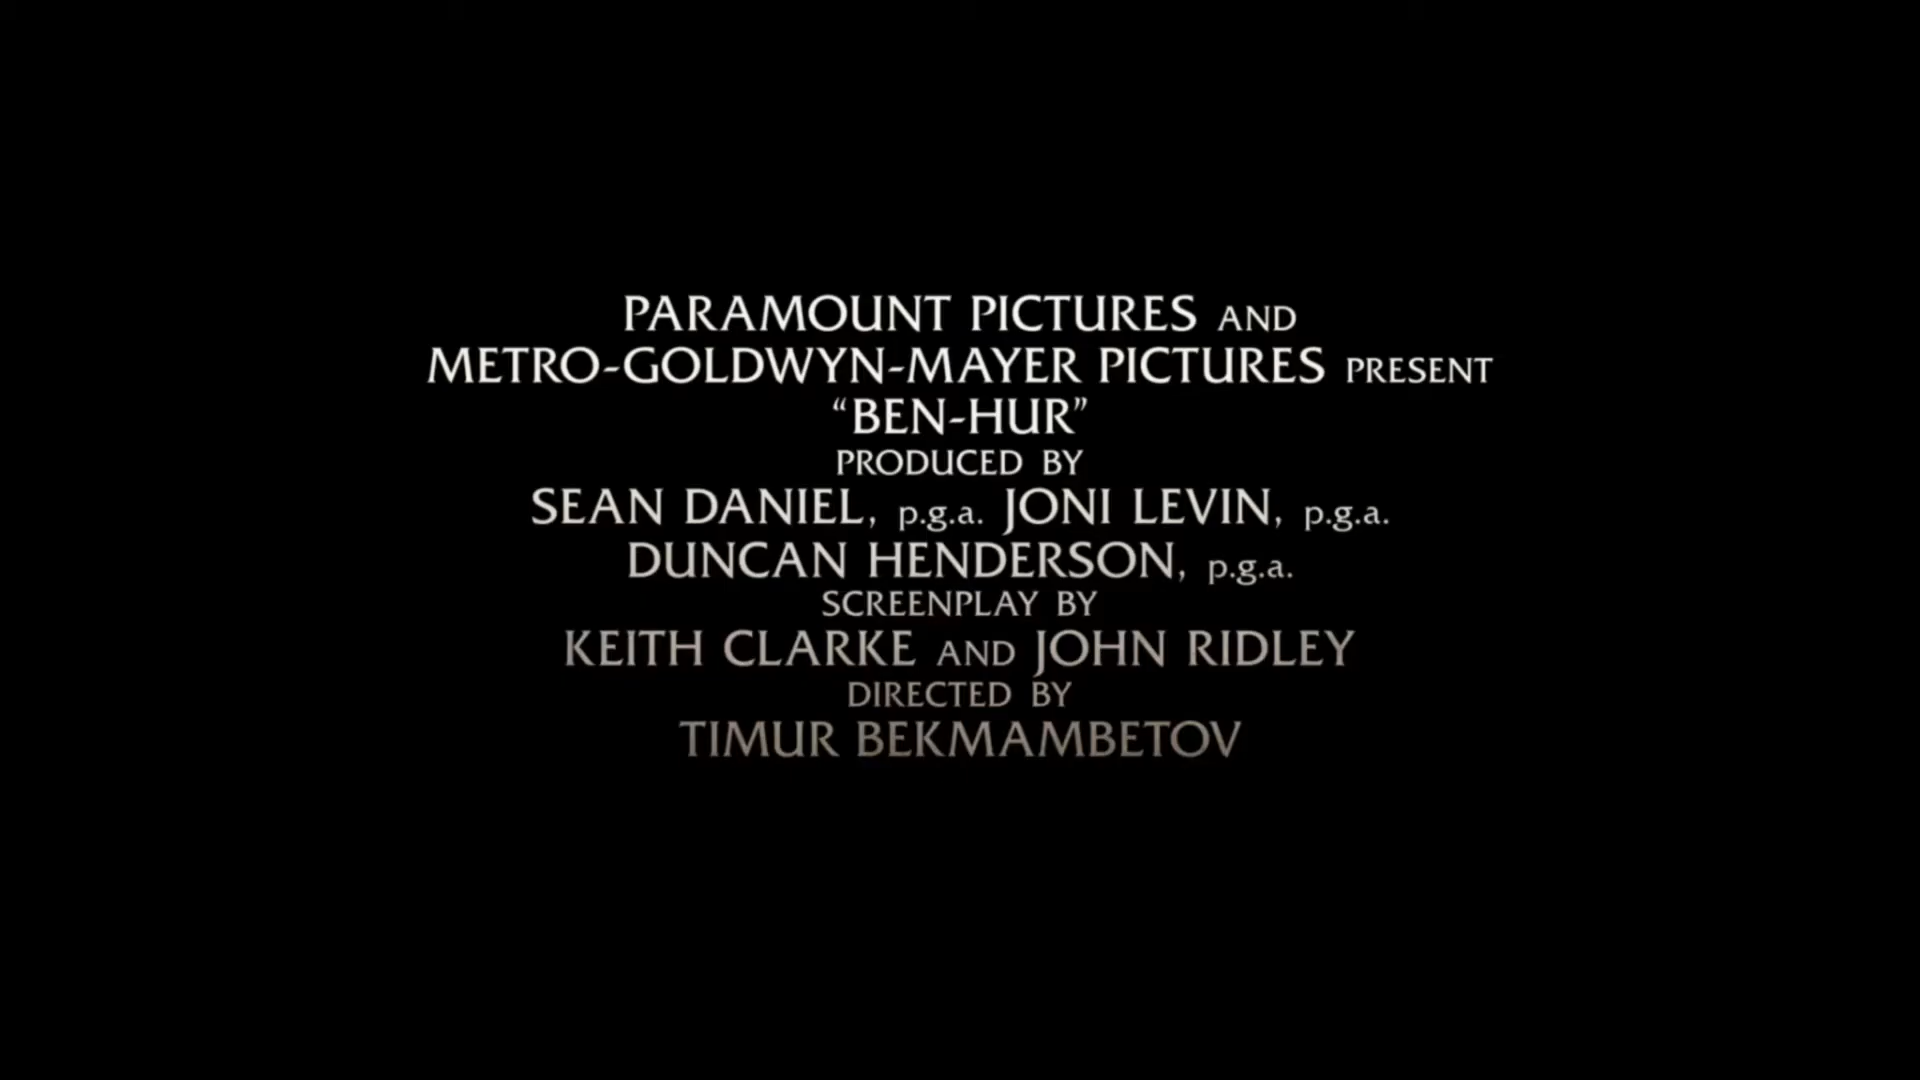 PARAMOUNT PICTURES AND
METRO-GOLDWYN-MAYER PICTURES PRESENT
“BEN-HUR”
PRODUCED BY
SEAN DANIEL, p.g.a. JONI LEVIN, p.g.a.
DUNCAN HENDERSON, p.g.a.
SCREENPLAY BY
KEITH CLARKE AND JOHN RIDLEY
DIRECTED BY
TIMUR BEKMAMBETOV